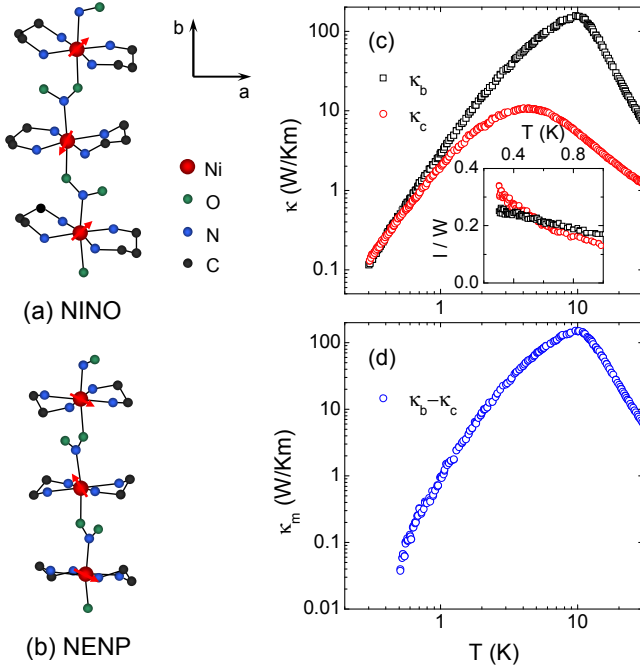 b
a
Ni
O
N
C
(a) NINO
(b) NENP
(c)
κb
κc
κ (W/Km)
100
10
1
0.1
T (K)
0.4
0.8
I / W
0.4
0.2
0.0
1
10
(d)
κb−κc
κm (W/Km)
100
10
1
0.1
0.01
1
10
T (K)